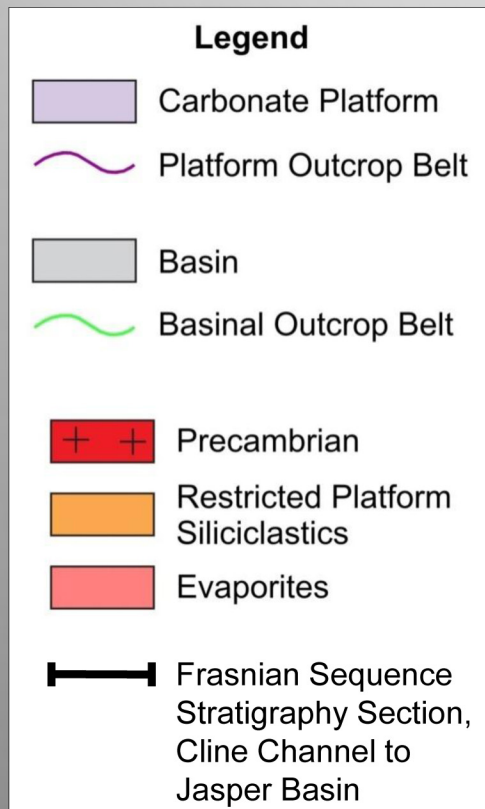 Legend
Carbonate Platform
Platform Outcrop Belt
Basin
Basinal Outcrop Belt
Precambrian
Restricted Platform
Siliciclastics
Evaporites
Frasnian Sequence
Stratigraphy Section,
Cline Channel to
Jasper Basin